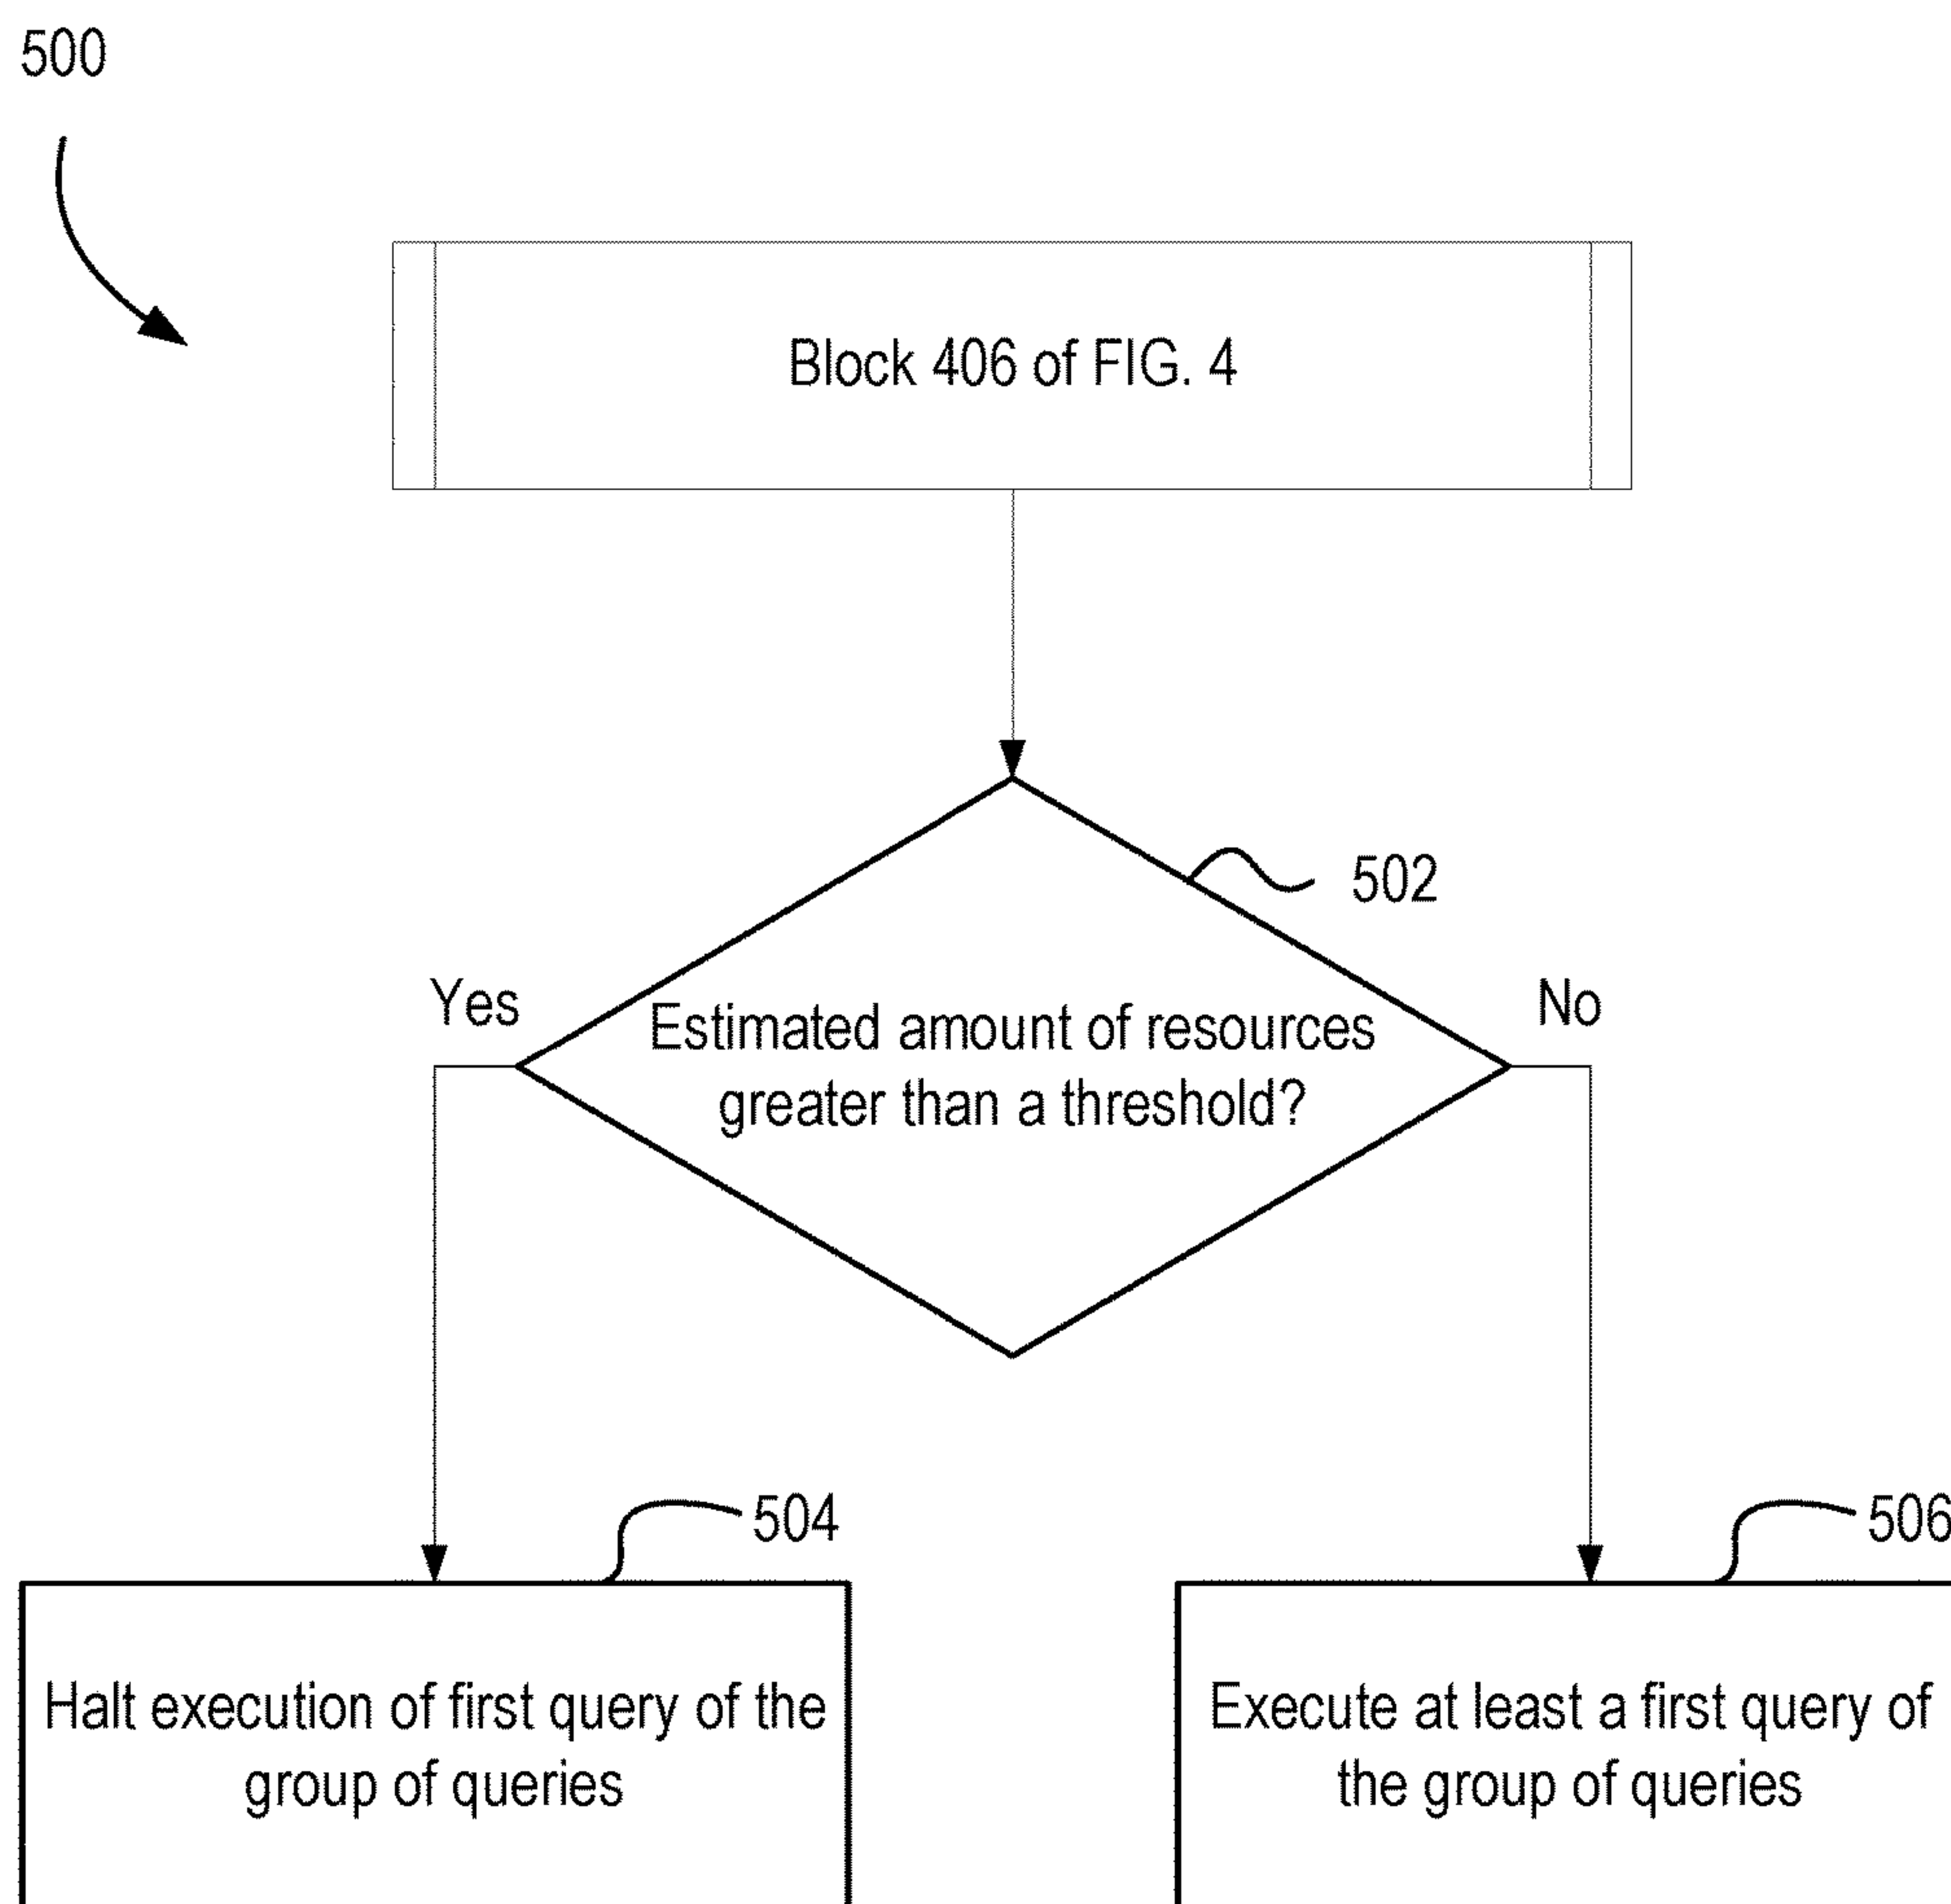 500
Block 406 of FIG. 4
502
Yes
No
Estimated amount of resources
greater than a threshold?
504
506
Halt execution of first query of the
group of queries
Execute at least a first query of
the group of queries